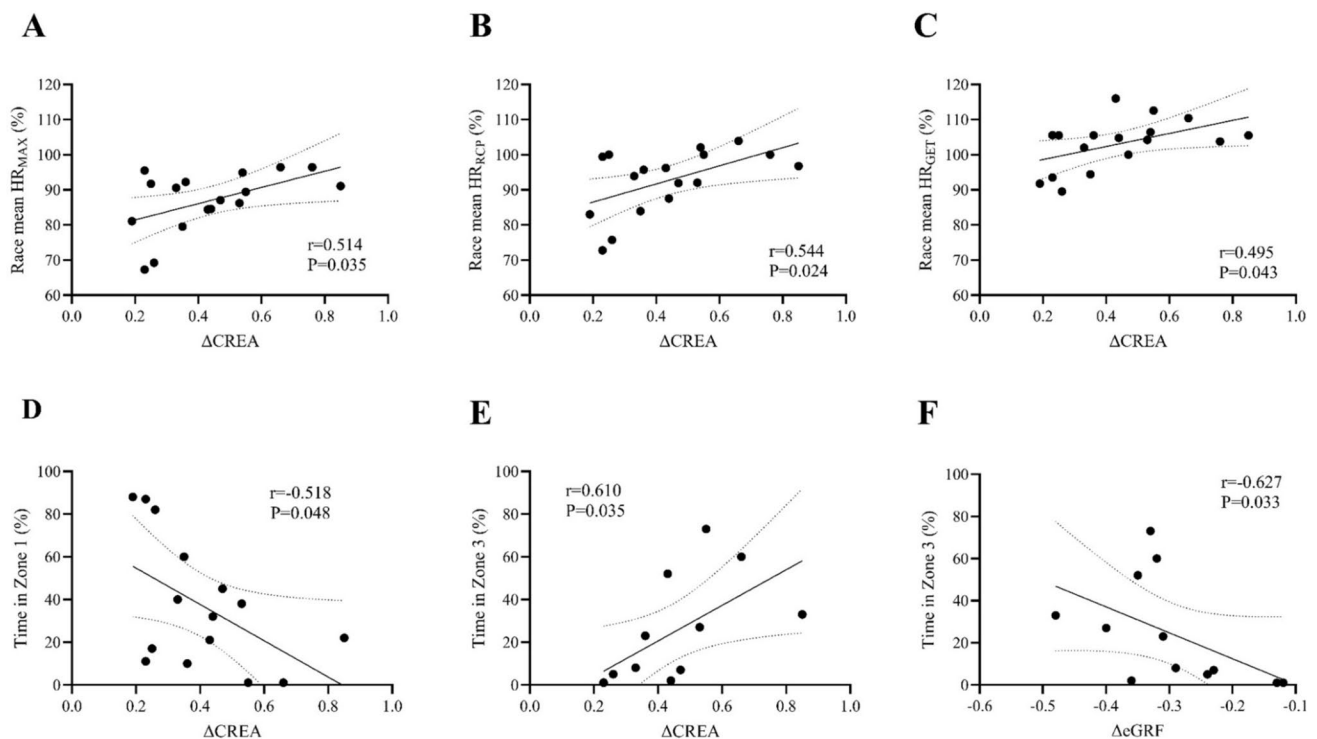 A
Race mean HRMAX (%)
120
110
100
90
80
70
60
0.0 0.2 0.4 0.6 0.8 1.0
ΔCREA
r=0.514
P=0.035
B
Race mean HRRCP (%)
120
110
100
90
80
70
60
0.0 0.2 0.4 0.6 0.8 1.0
ΔCREA
r=0.544
P=0.024
C
Race mean HRGET (%)
120
110
100
90
80
70
60
0.0 0.2 0.4 0.6 0.8 1.0
ΔCREA
r=0.495
P=0.043
D
Time in Zone 1 (%)
100
80
60
40
20
0
0.0 0.2 0.4 0.6 0.8 1.0
ΔCREA
r=-0.518
P=0.048
E
Time in Zone 3 (%)
100
80
60
40
20
0
0.0 0.2 0.4 0.6 0.8 1.0
ΔCREA
r=0.610
P=0.035
F
Time in Zone 3 (%)
100
80
60
40
20
0
-0.6 -0.5 -0.4 -0.3 -0.2 -0.1
ΔeGRF
r=-0.627
P=0.033